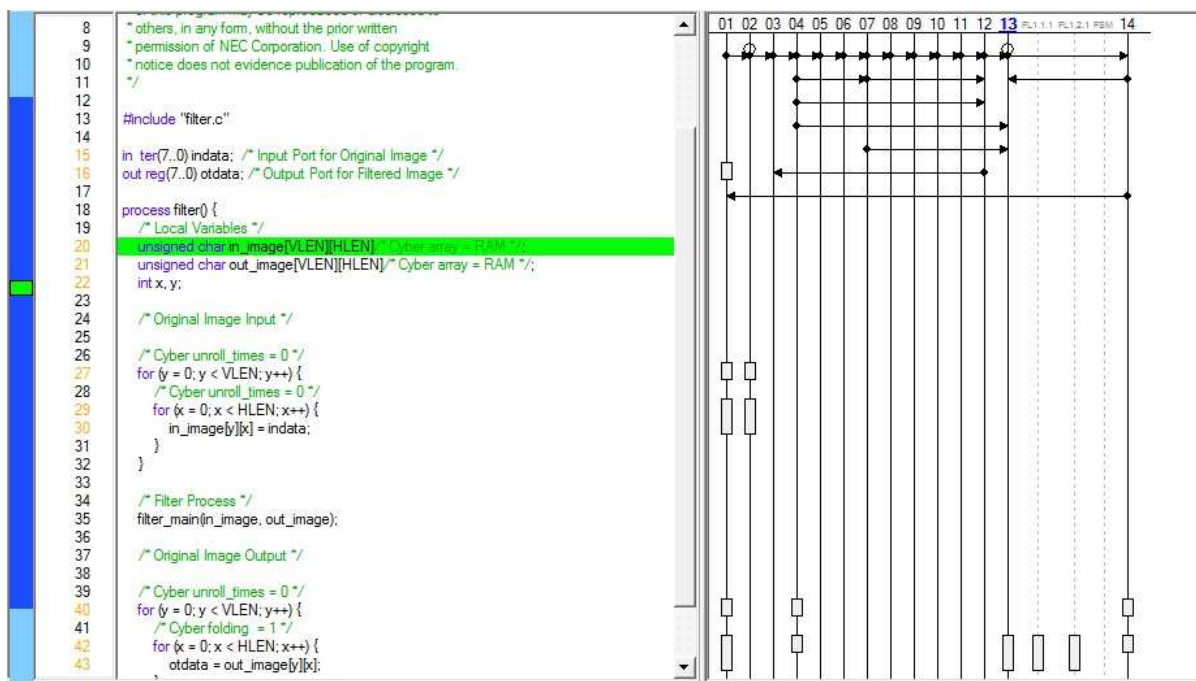 8 * others, in any form, without the prior written
9 * permission of NEC Corporation. Use of copyright
10 * notice does not evidence publication of the program.
11 */
12
13 #include "filter.c"
14
15 in ter(7..0) indata; /* Input Port for Original Image */
16 out reg(7..0) otdata; /* Output Port for Filtered Image */
17
18 process filter() {
19 /* Local Variables */
20 unsigned char in_image[VLEN][HLEN]/* Cyber array = RAM */;
21 unsigned char out_image[VLEN][HLEN]/* Cyber array = RAM */;
22 int x, y;
23
24 /* Original Image Input */
25
26 /* Cyber unroll_times = 0 */
27 for (y = 0; y < VLEN; y++) {
28 /* Cyber unroll_times = 0 */
29 for (x = 0; x < HLEN; x++) {
30 in_image[y][x] = indata;
31 }
32 }
33
34 /* Filter Process */
35 filter_main(in_image, out_image);
36
37 /* Original Image Output */
38
39 /* Cyber unroll_times = 0 */
40 for (y = 0; y < VLEN; y++) {
41 /* Cyber folding = 1 */
42 for (x = 0; x < HLEN; x++) {
43 otdata = out_image[y][x];
01 02 03 04 05 06 07 08 09 10 11 12 13 FL1.1.1 FL1.2.1 FSM 14